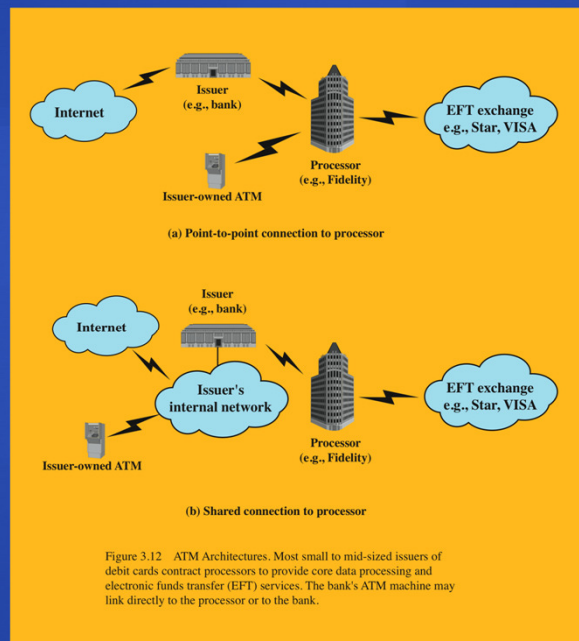 Internet
Issuer
(e.g., bank)
EFT exchange
e.g., Star, VISA
Processor
(e.g., Fidelity)
Issuer-owned ATM
(a) Point-to-point connection to processor
Issuer
(e.g., bank)
Internet
Issuer's
internal network
EFT exchange
e.g., Star, VISA
Processor
(e.g., Fidelity)
Issuer-owned ATM
(b) Shared connection to processor
Figure 3.12 ATM Architectures. Most small to mid-sized issuers of
debit cards contract processors to provide core data processing and
electronic funds transfer (EFT) services. The bank's ATM machine may
link directly to the processor or to the bank.